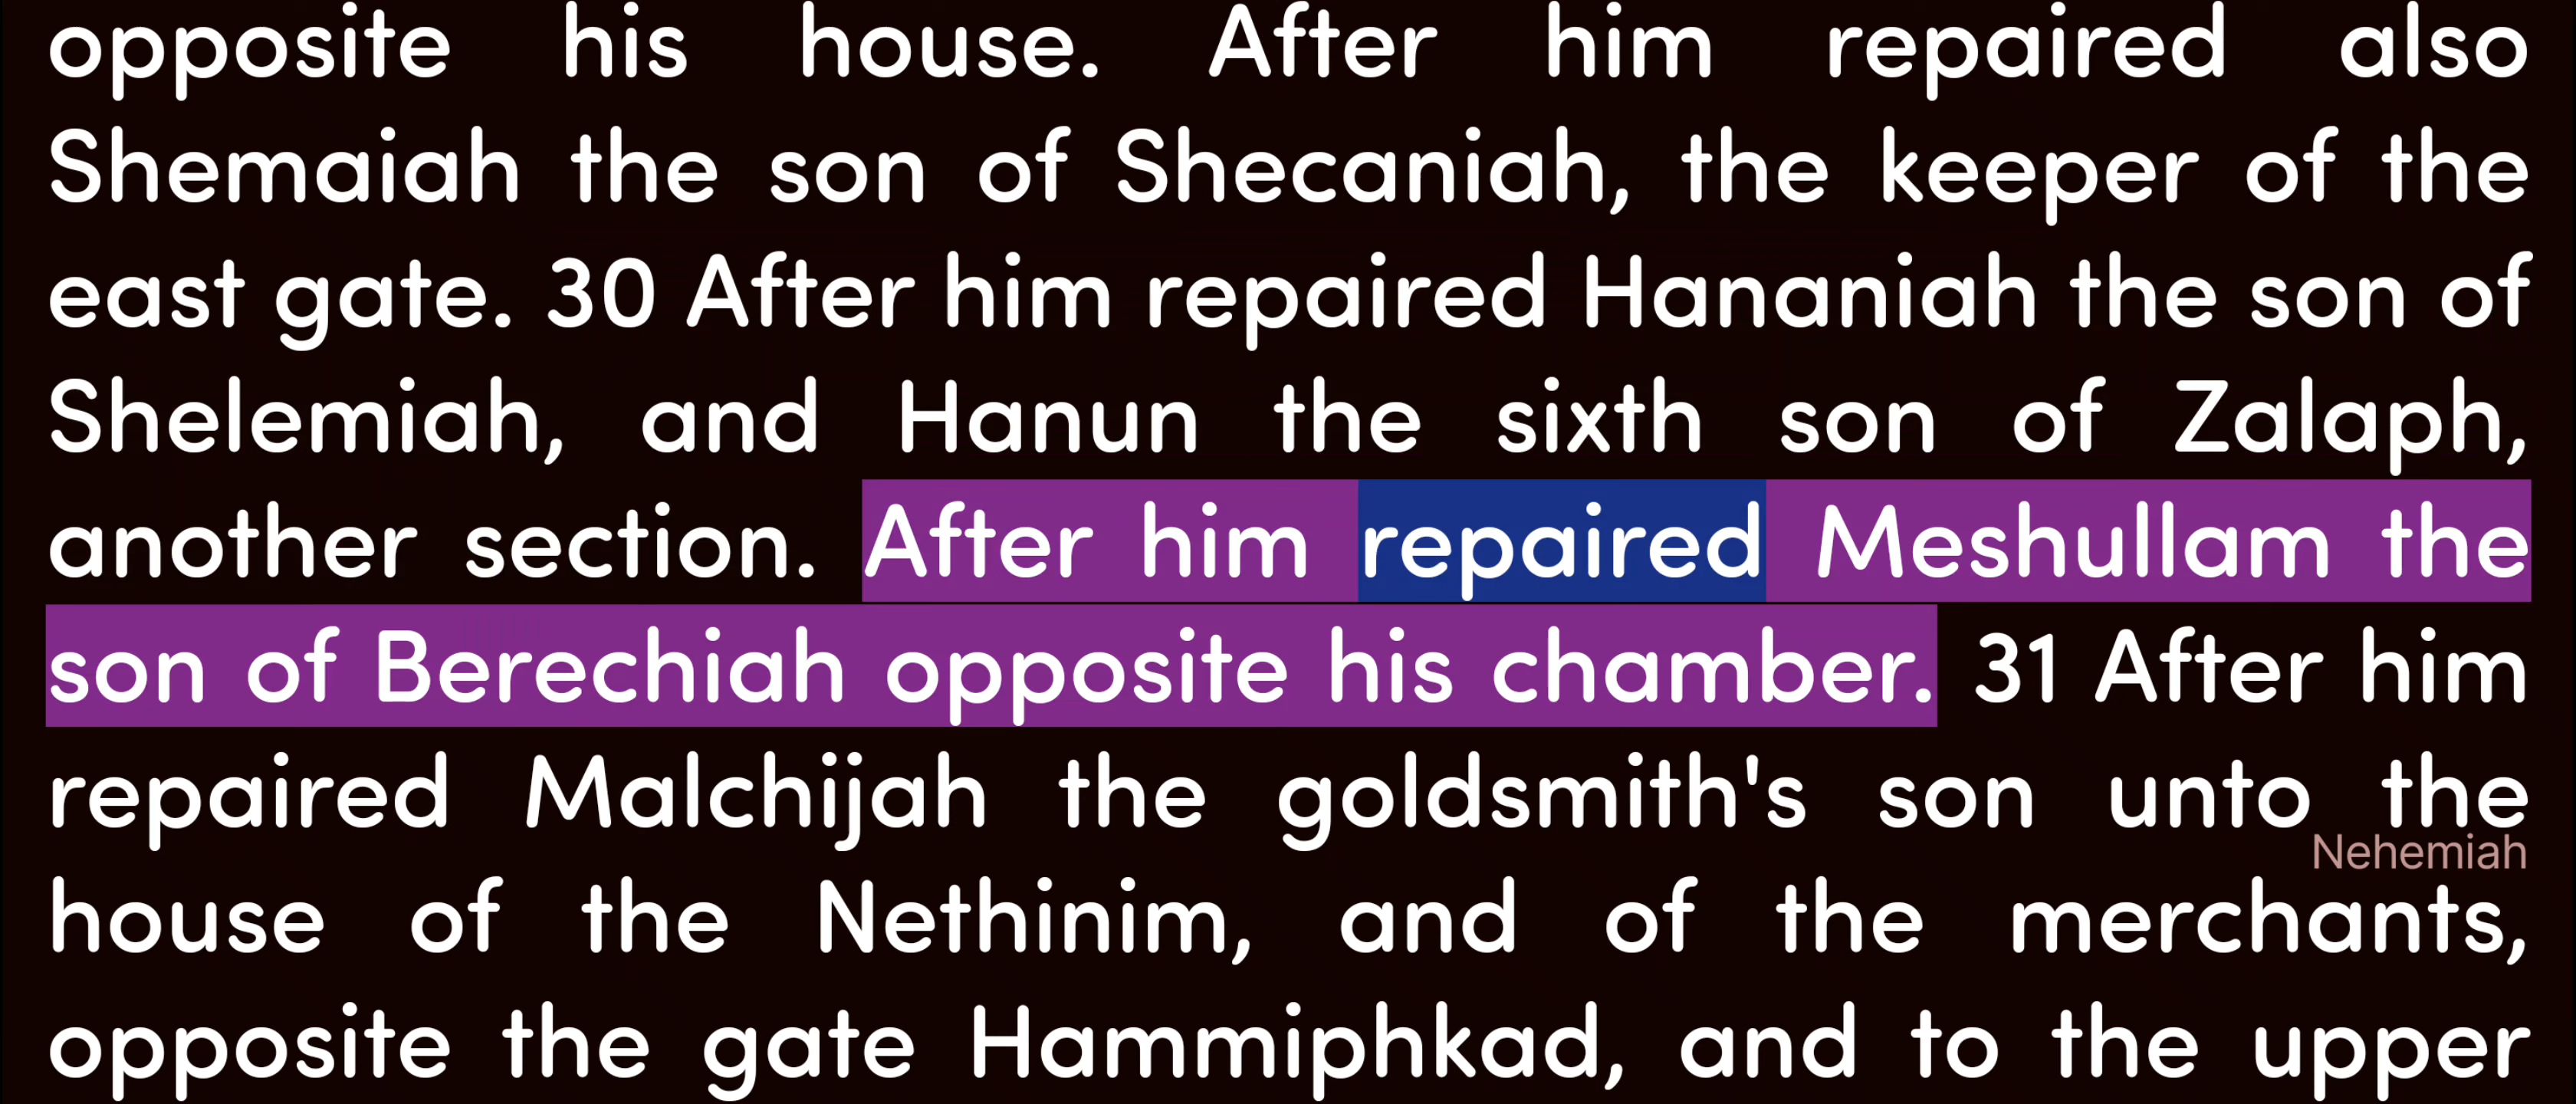 opposite his house. After him repaired also
Shemaiah the son of Shecaniah, the keeper of the
east gate. 30 After him repaired Hananiah the son of
Shelemiah, and Hanun the sixth son of Zalaph,
another section. After him repaired Meshullam the
son of Berechiah opposite his chamber. 31 After him
repaired Malchijah the goldsmith's son unto the
Nehemiah
house of the Nethinim, and of the merchants,
opposite the gate Hammiphkad, and to the upper